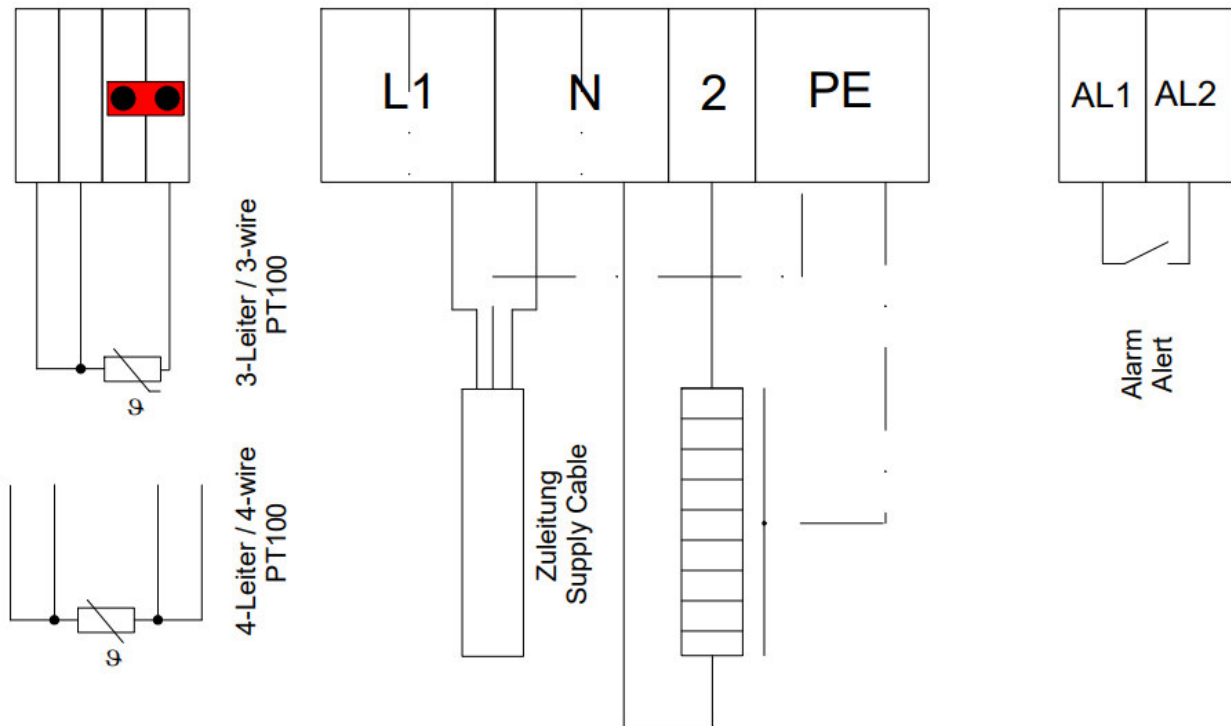 L1
N
2
PE
AL1
AL2
3-Leiter / 3-wire
PT100
ϑ
4-Leiter / 4-wire
PT100
ϑ
Zuleitung
Supply Cable
Alarm
Alert